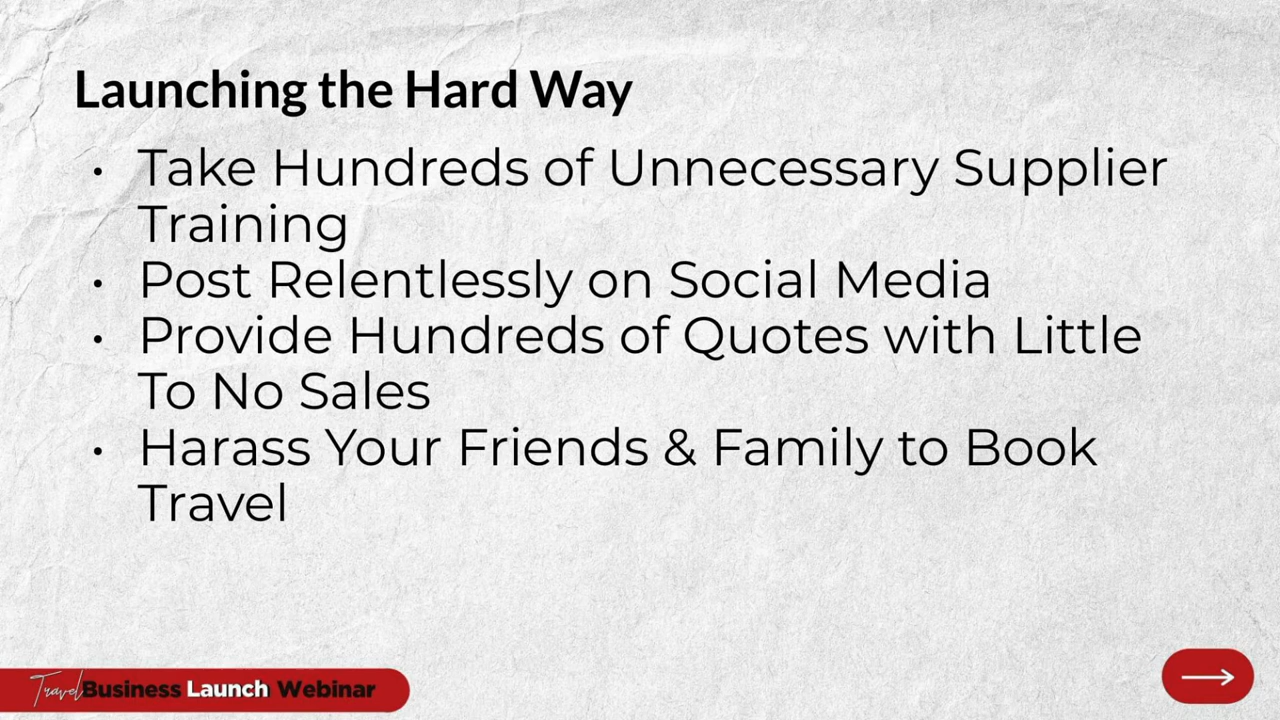 Launching the Hard Way
• Take Hundreds of Unnecessary Supplier
Training
• Post Relentlessly on Social Media
• Provide Hundreds of Quotes with Little
To No Sales
• Harass Your Friends & Family to Book
Travel
Travel Business Launch Webinar